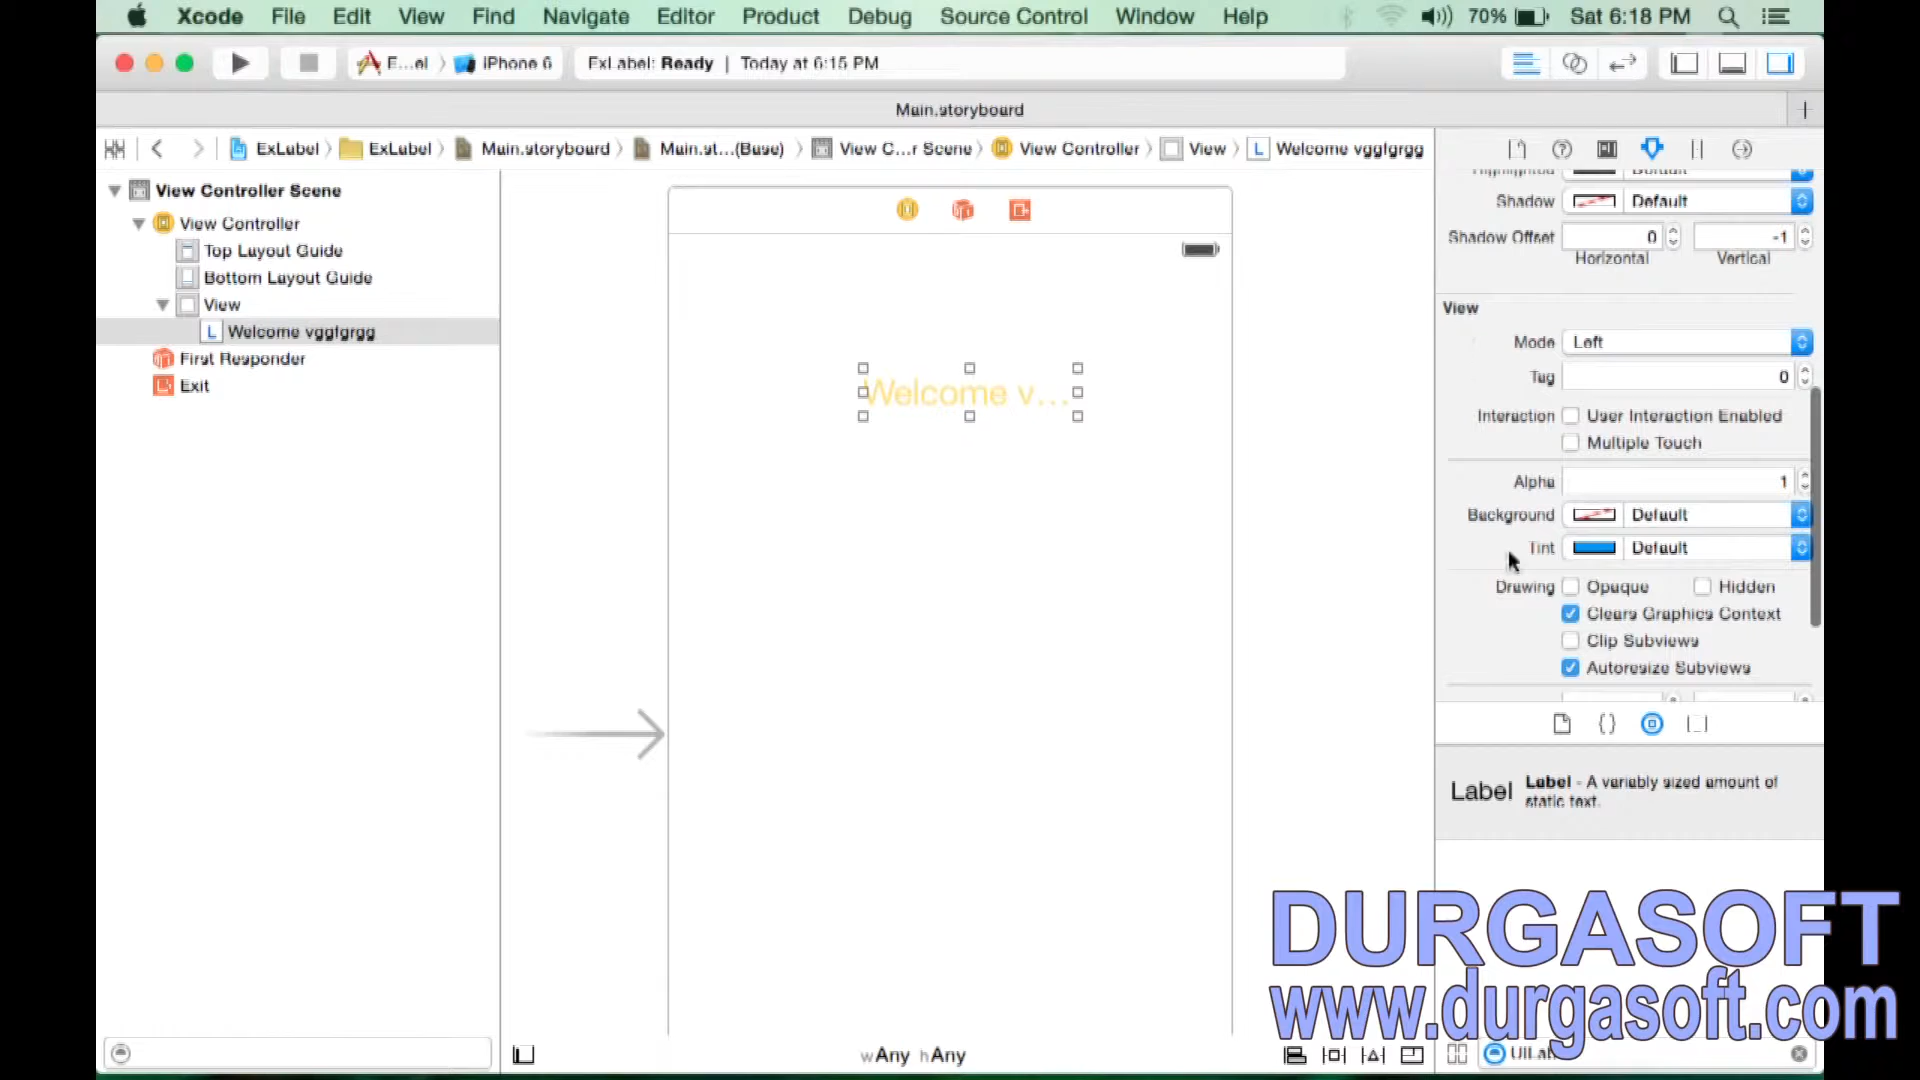 Xcode File Edit View Find Navigate Editor Product Debug Source Control Window Help 70% Sat 6:18 PM
E...el iPhone 6 ExLabel: Ready | Today at 6:15 PM
Main.storyboard
ExLabel ExLabel Main.storyboard Main.st...(Base) View C...r Scene View Controller View L Welcome vggfgrgg
View Controller Scene
View Controller
Top Layout Guide
Bottom Layout Guide
View
L Welcome vggfgrgg
First Responder
Exit
Welcome v...
Highlighted Default
Shadow Default
Shadow Offset 0 -1
Horizontal Vertical
View
Mode Left
Tag 0
Interaction User Interaction Enabled
Multiple Touch
Alpha 1
Background Default
Tint Default
Drawing Opaque Hidden
Clears Graphics Context
Clip Subviews
Autoresize Subviews
Label Label - A variably sized amount of
static text.
DURGASOFT
www.durgasoft.com
wAny hAny